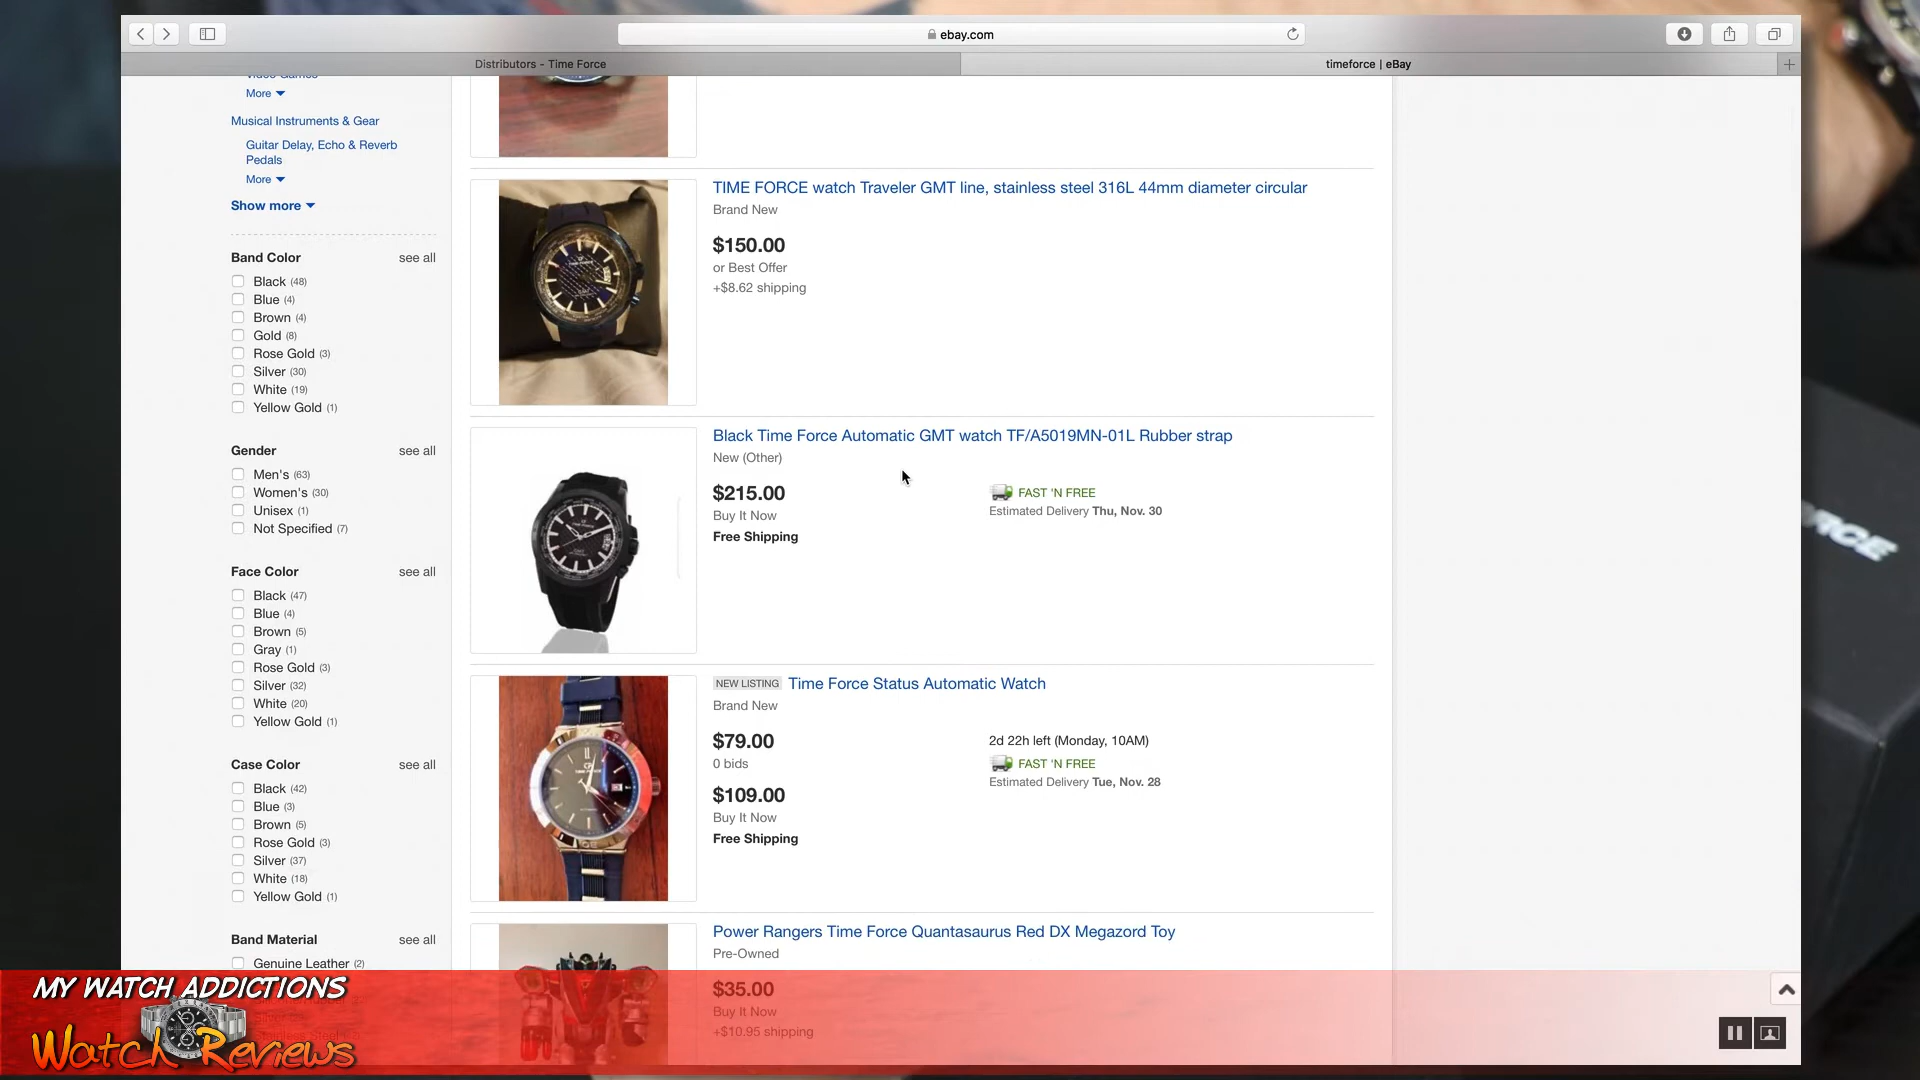 ebay.com
Distributors - Time Force
timeforce | eBay
More
Musical Instruments & Gear
Guitar Delay, Echo & Reverb
Pedals
More
Show more
Band Color see all
Black (48)
Blue (4)
Brown (4)
Gold (8)
Rose Gold (3)
Silver (30)
White (19)
Yellow Gold (1)
Gender see all
Men's (63)
Women's (30)
Unisex (1)
Not Specified (7)
Face Color see all
Black (47)
Blue (4)
Brown (5)
Gray (1)
Rose Gold (3)
Silver (32)
White (20)
Yellow Gold (1)
Case Color see all
Black (42)
Blue (3)
Brown (5)
Rose Gold (3)
Silver (37)
White (18)
Yellow Gold (1)
Band Material see all
Genuine Leather (2)
TIME FORCE watch Traveler GMT line, stainless steel 316L 44mm diameter circular
Brand New
$150.00
or Best Offer
+$8.62 shipping
Black Time Force Automatic GMT watch TF/A5019MN-01L Rubber strap
New (Other)
$215.00
Buy It Now
Free Shipping
FAST 'N FREE
Estimated Delivery Thu, Nov. 30
NEW LISTING Time Force Status Automatic Watch
Brand New
$79.00
0 bids
$109.00
Buy It Now
Free Shipping
2d 22h left (Monday, 10AM)
FAST 'N FREE
Estimated Delivery Tue, Nov. 28
Power Rangers Time Force Quantasaurus Red DX Megazord Toy
Pre-Owned
$35.00
Buy It Now
+$10.95 shipping
MY WATCH ADDICTIONS
Watch Reviews